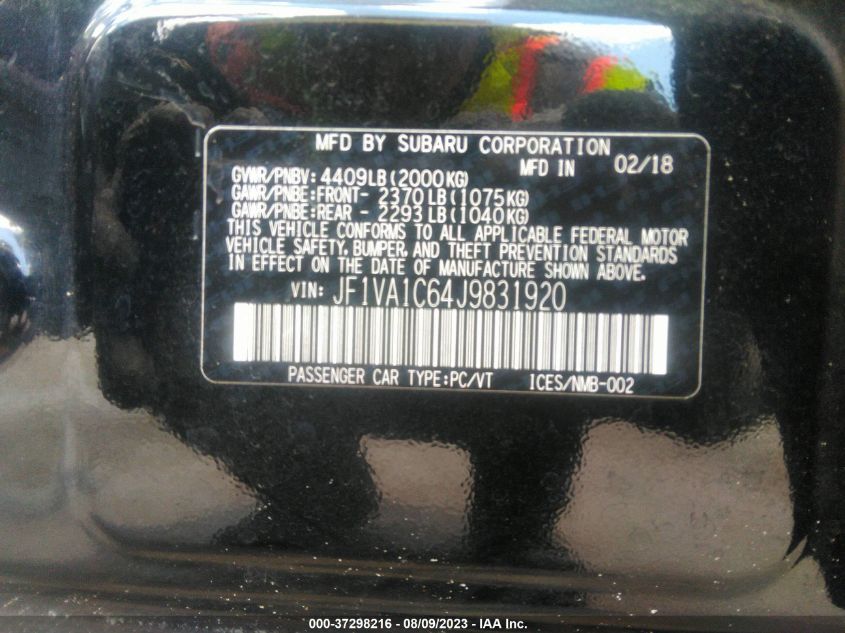 MFD BY SUBARU CORPORATION
MFD IN 02/18
GVWR/PNBV: 4409LB(2000KG)
GAWR/PNBE:FRONT- 2370LB(1075KG)
GAWR/PNBE:REAR - 2293LB(1040KG)
THIS VEHICLE CONFORMS TO ALL APPLICABLE FEDERAL MOTOR
VEHICLE SAFETY, BUMPER, AND THEFT PREVENTION STANDARDS
IN EFFECT ON THE DATE OF MANUFACTURE SHOWN ABOVE.
VIN: JF1VA1C64J9831920
PASSENGER CAR TYPE:PC/VT ICES/NMB-002
000-37298216 - 08/09/2023 - IAA Inc.